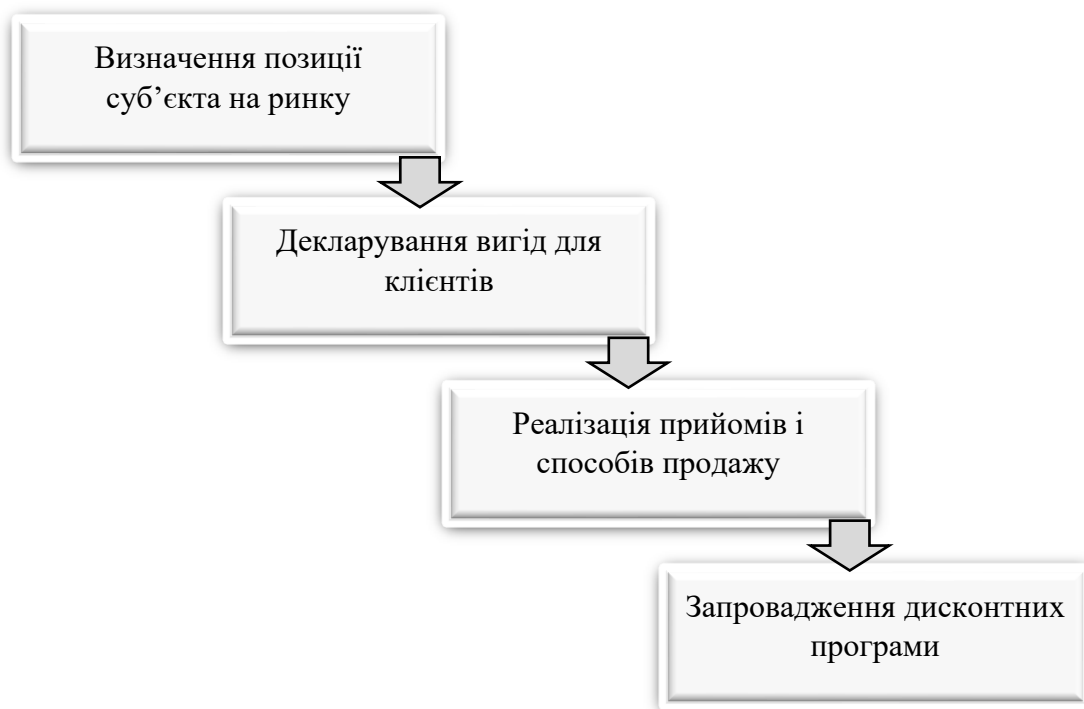 Визначення позиції
суб’єкта на ринку
Декларування вигід для
клієнтів
Реалізація прийомів і
способів продажу
Запровадження дисконтних
програми